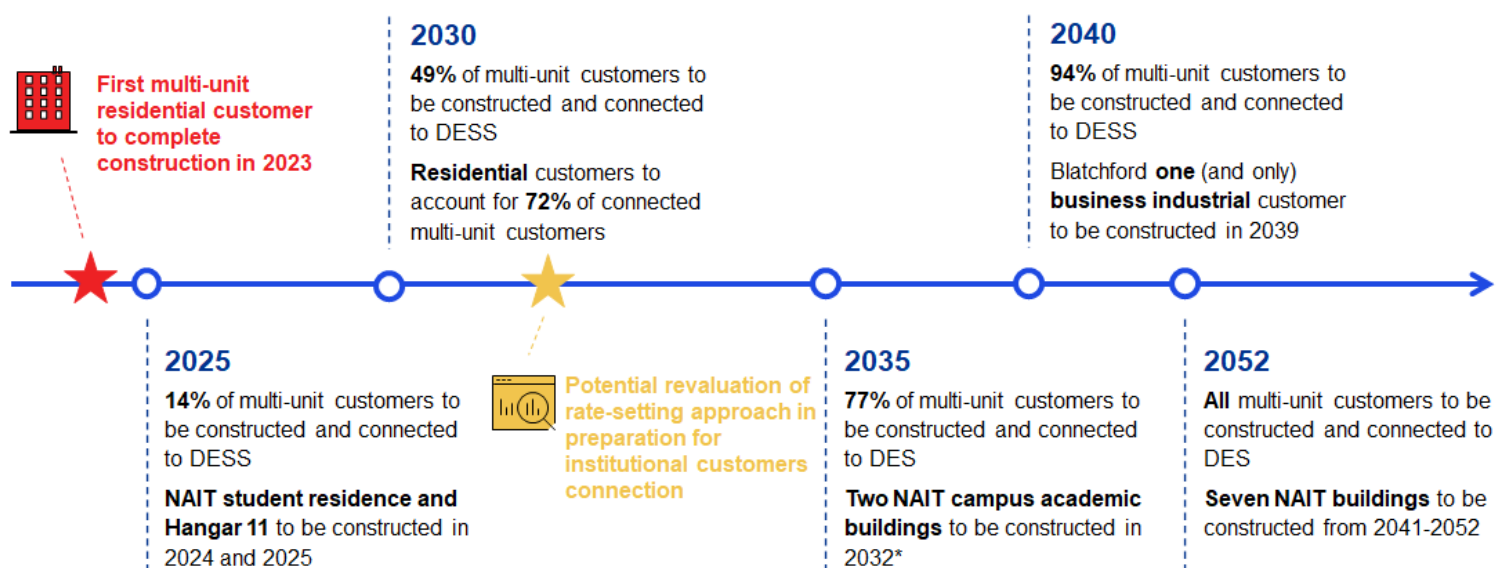 First multi-unit
residential customer
to complete
construction in 2023
2030
49% of multi-unit customers to
be constructed and connected
to DESS
Residential customers to
account for 72% of connected
multi-unit customers
2040
94% of multi-unit customers to
be constructed and connected
to DESS
Blatchford one (and only)
business industrial customer
to be constructed in 2039
2025
14% of multi-unit customers to
be constructed and connected
to DESS
NAIT student residence and
Hangar 11 to be constructed in
2024 and 2025
Potential revaluation of
rate-setting approach in
preparation for
institutional customers
connection
2035
77% of multi-unit customers to
be constructed and connected
to DES
Two NAIT campus academic
buildings to be constructed in
2032*
2052
All multi-unit customers to be
constructed and connected to
DES
Seven NAIT buildings to be
constructed from 2041-2052